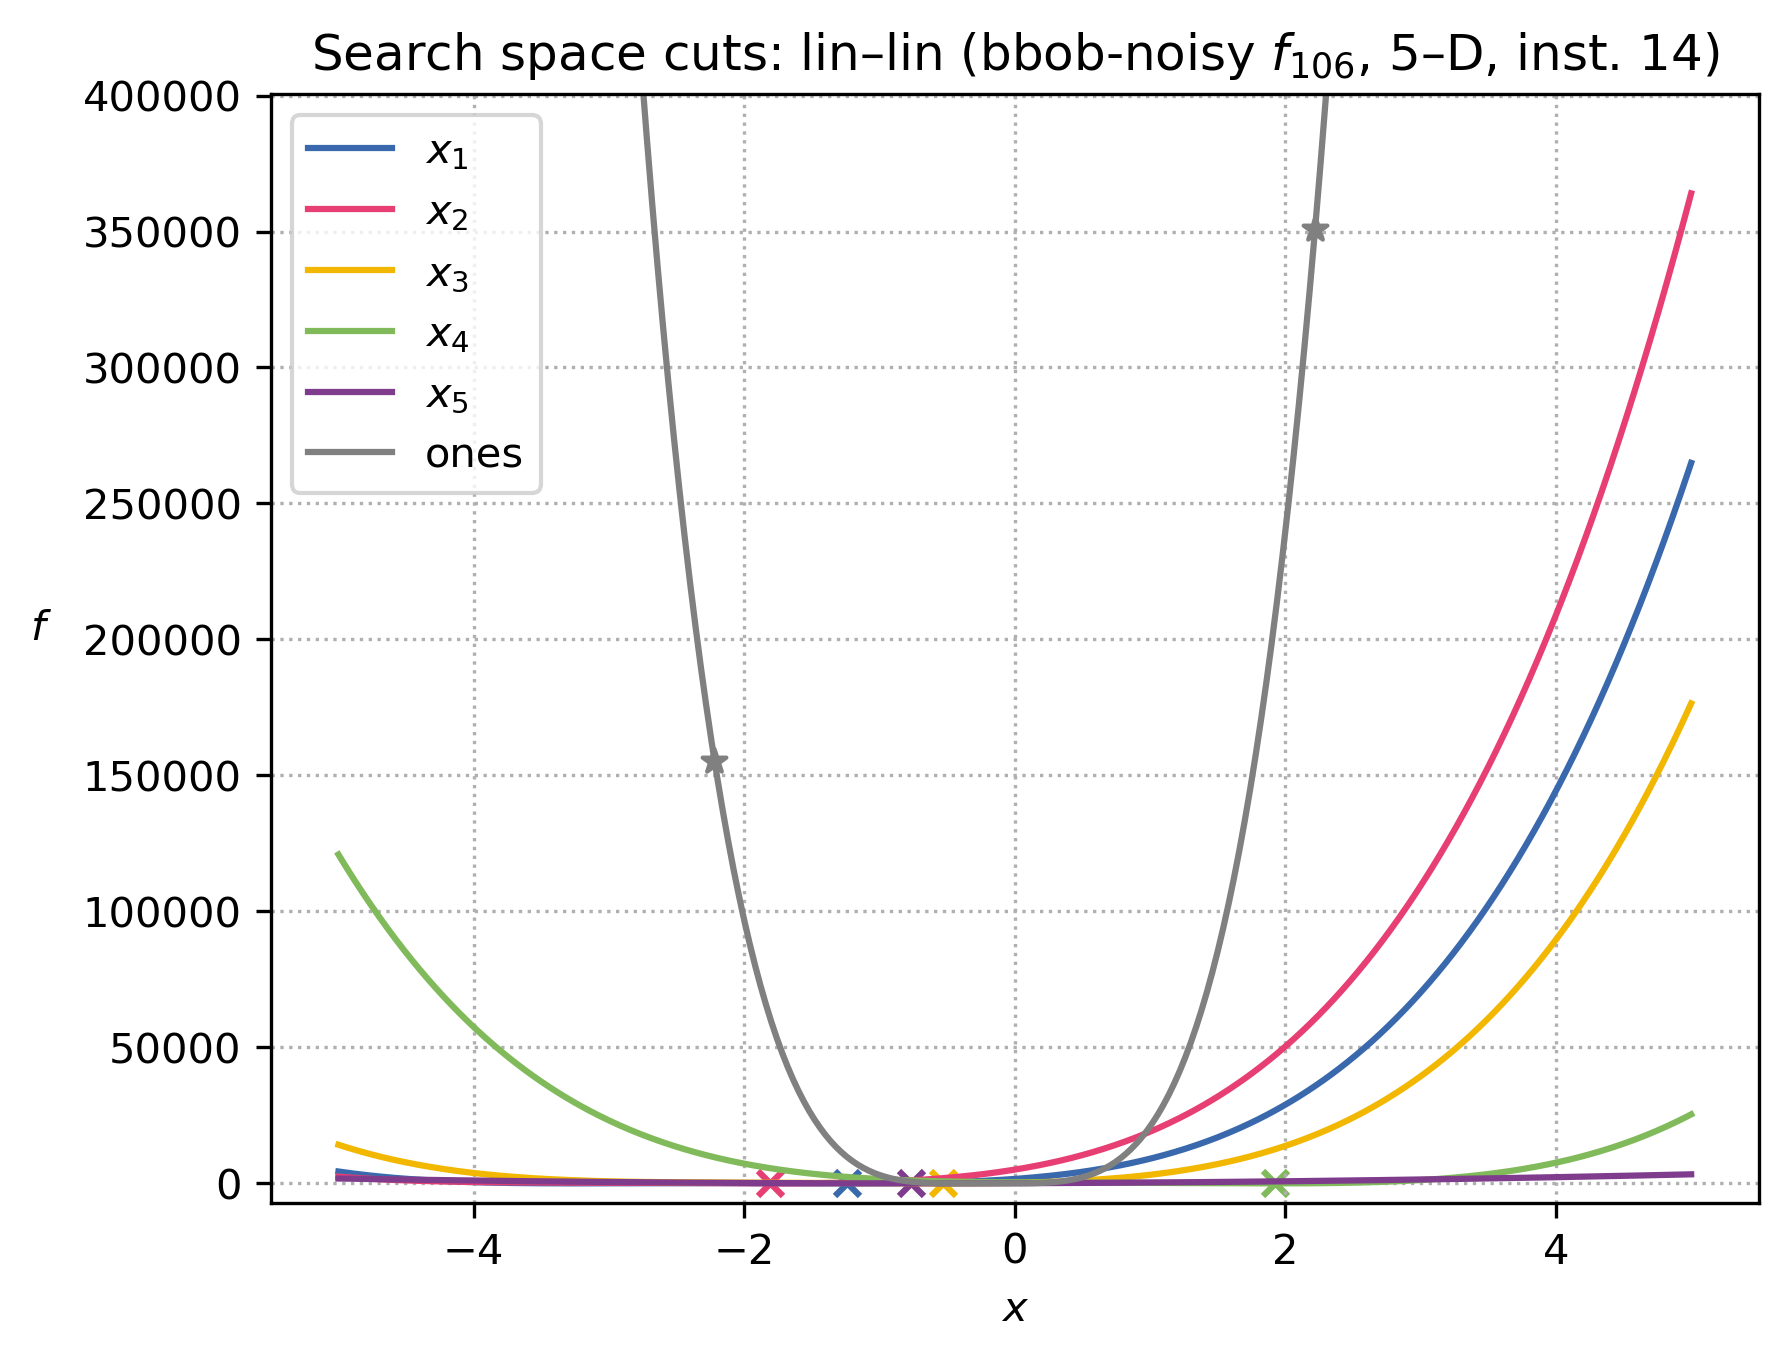 Search space cuts: lin–lin (bbob-noisy f₁₀₆, 5–D, inst. 14)
400000
350000
300000
250000
200000
150000
100000
50000
0
f
x₁
x₂
x₃
x₄
x₅
ones
−4
−2
0
2
4
x